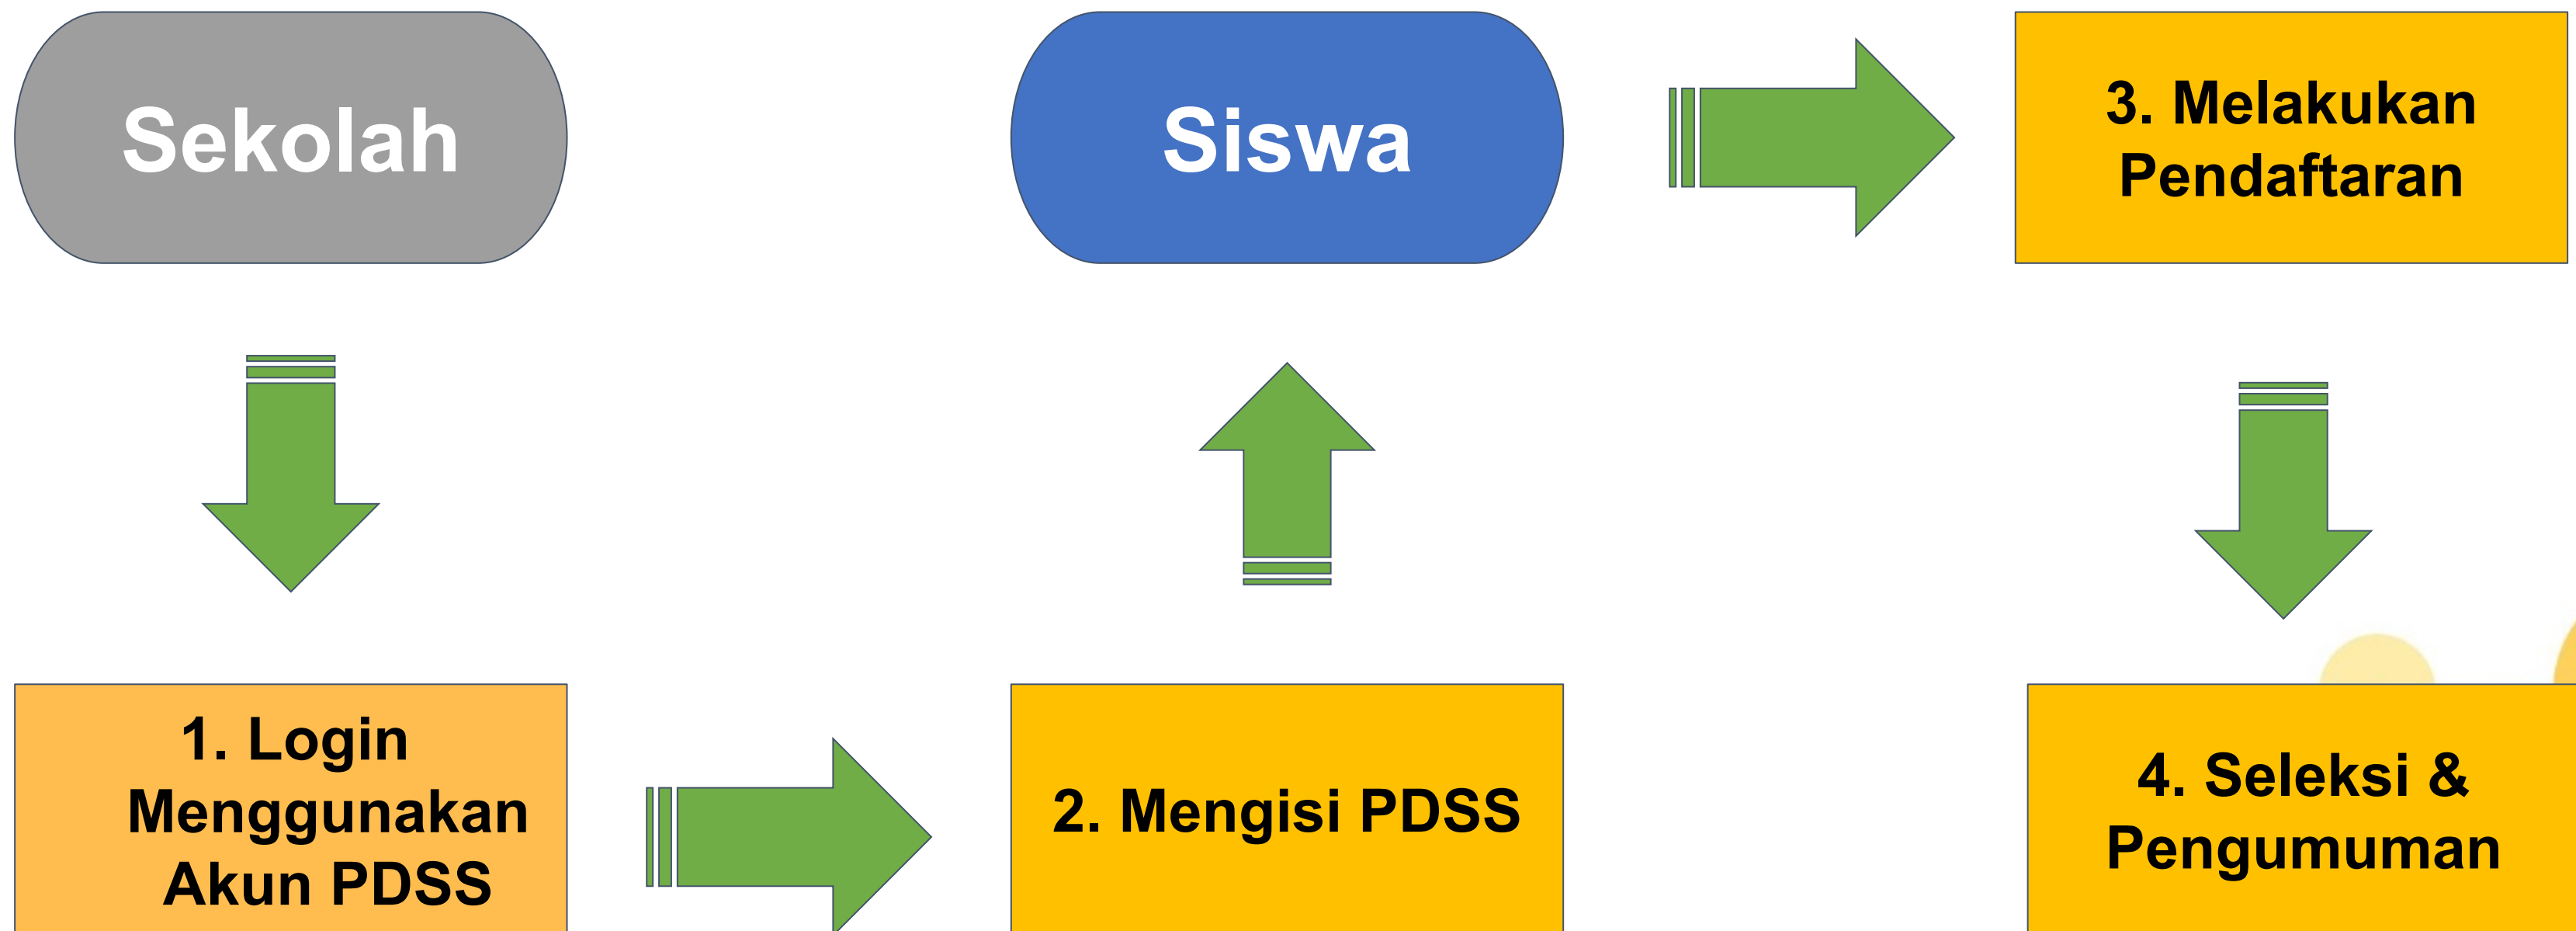 Sekolah
Siswa
3. Melakukan
Pendaftaran
1. Login
Menggunakan
Akun PDSS
2. Mengisi PDSS
4. Seleksi &
Pengumuman